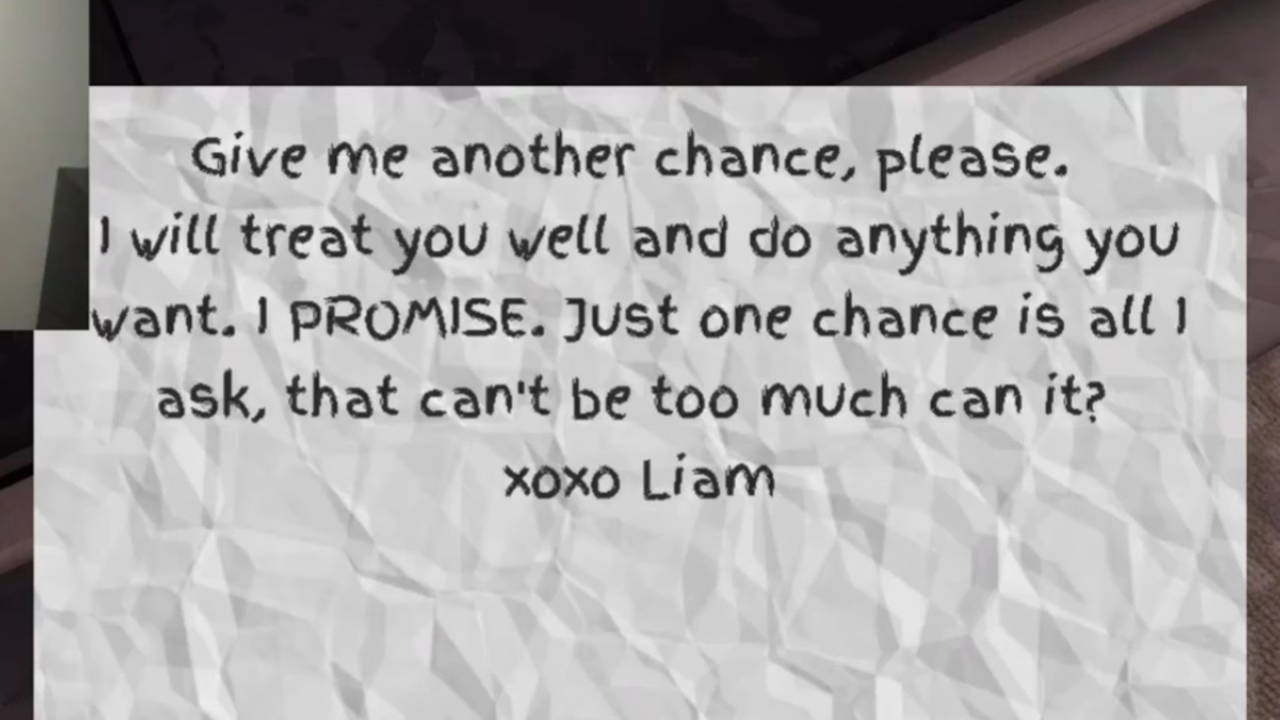 Give me another chance, please.
I will treat you well and do anything you
want. I PROMISE. Just one chance is all I
ask, that can't be too much can it?
xoxo Liam